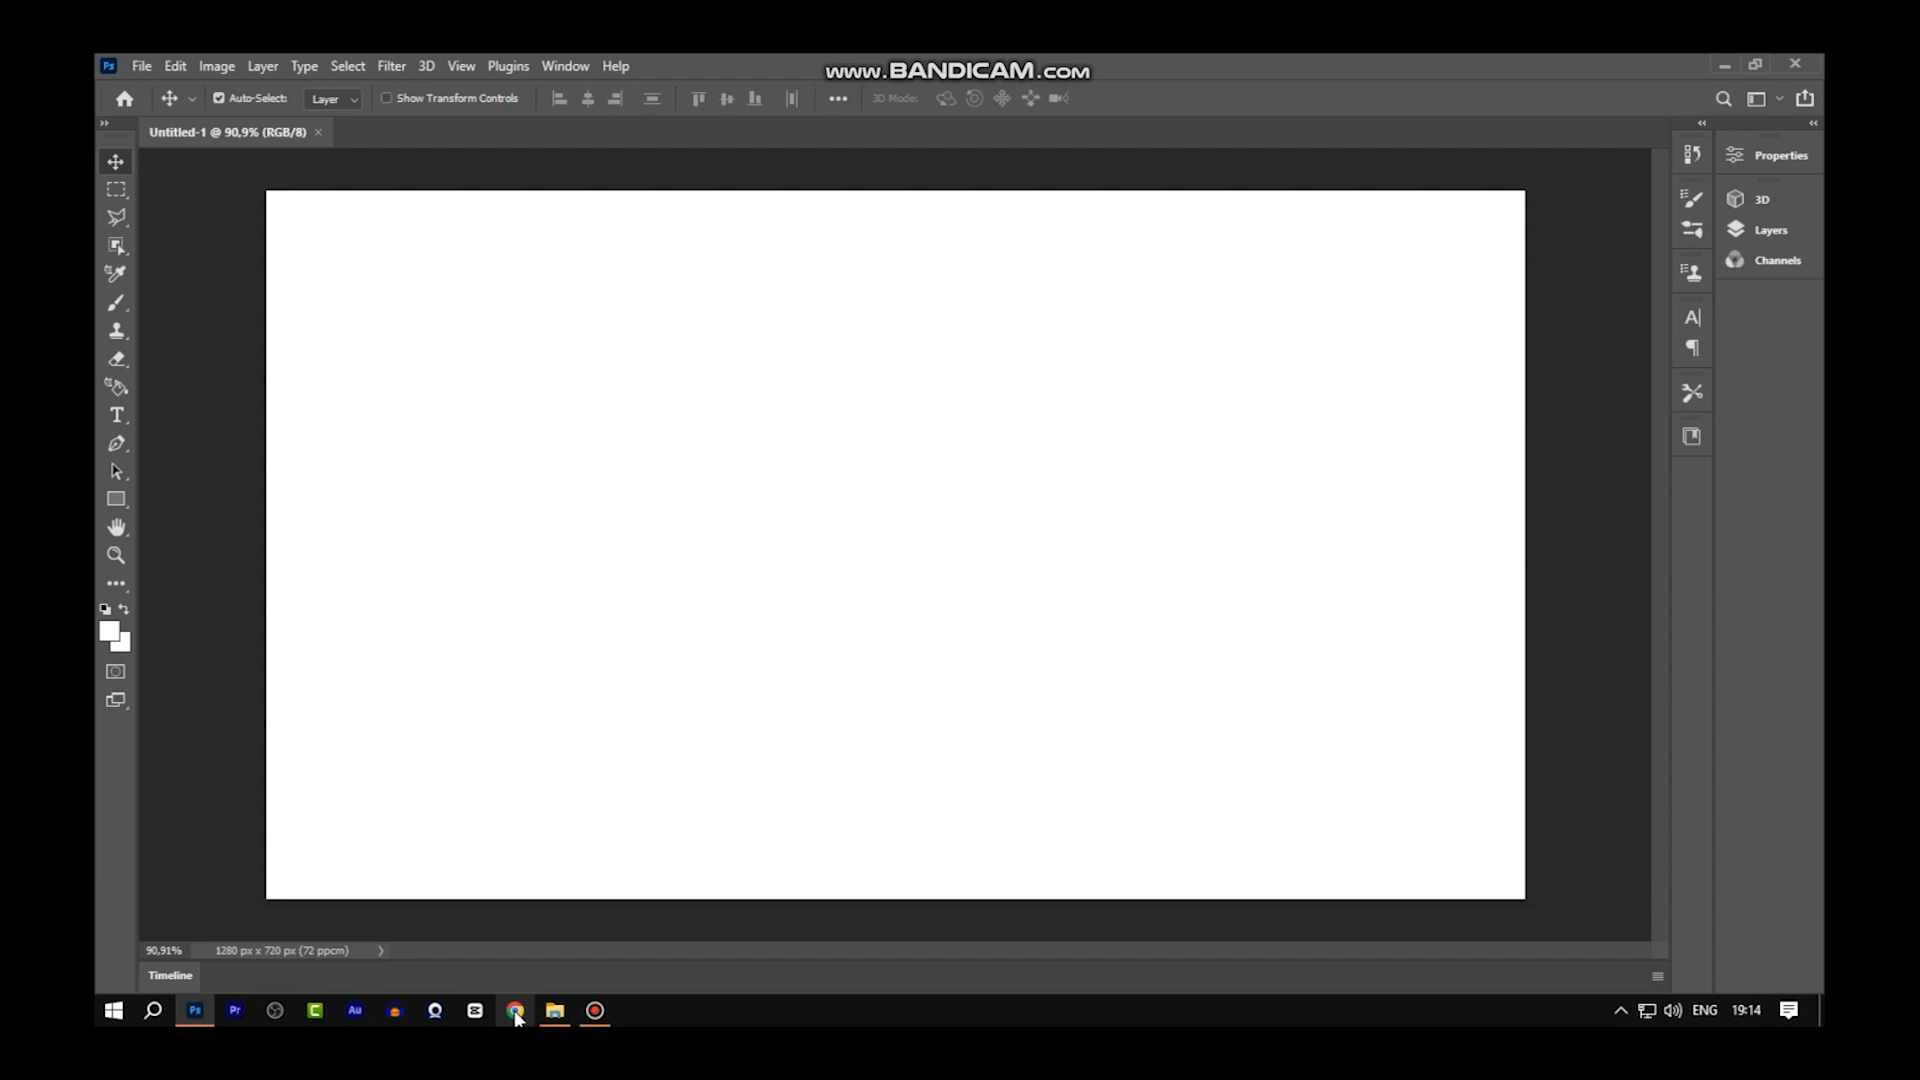 Ps File Edit Image Layer Type Select Filter 3D View Plugins Window Help
www.BANDICAM.com
Auto-Select: Layer Show Transform Controls 3D Mode:
Untitled-1 @ 90,9% (RGB/8)
Properties
3D
Layers
Channels
90,91% 1280 px x 720 px (72 ppcm)
Timeline
Ps Pr Au ENG 19:14